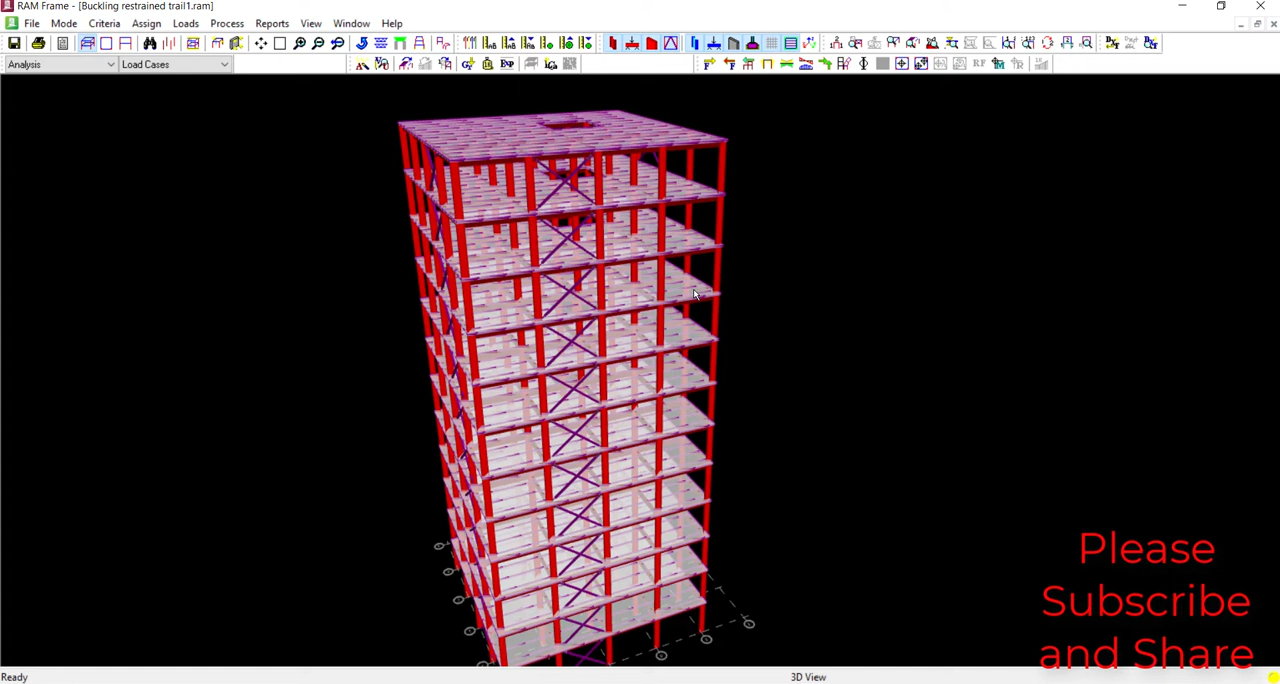 RAM Frame - [Buckling restrained trail1.ram]
File Mode Criteria Assign Loads Process Reports View Window Help
Analysis Load Cases
Please
Subscribe
and Share
Ready 3D View